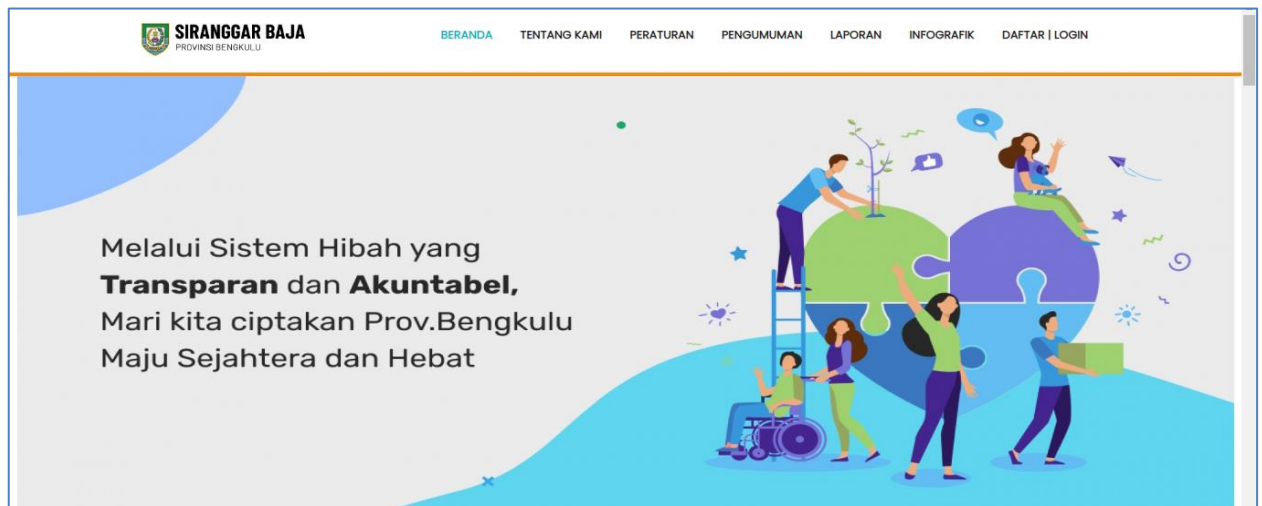 SIRANGGAR BAJA
PROVINSI BENGKULU
BERANDA TENTANG KAMI PERATURAN PENGUMUMAN LAPORAN INFOGRAFIK DAFTAR | LOGIN
Melalui Sistem Hibah yang
Transparan dan Akuntabel,
Mari kita ciptakan Prov.Bengkulu
Maju Sejahtera dan Hebat